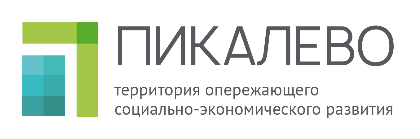 ПИКАЛЕВО
территория опережающего
социально-экономического развития